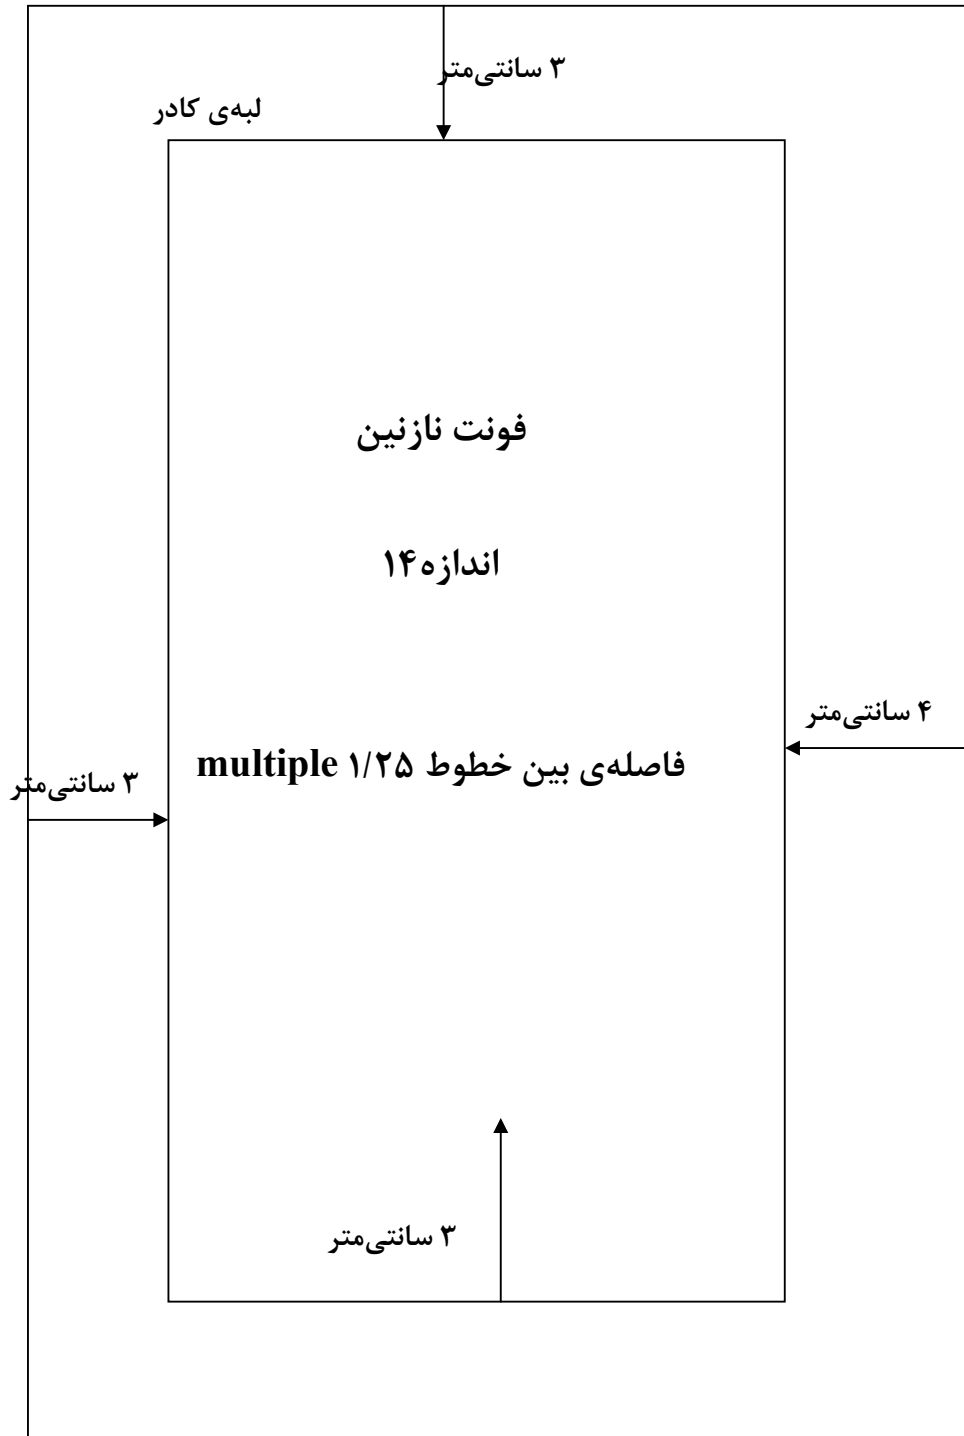 ۳ سانتی‌متر
لبه‌ی کادر
فونت نازنین
اندازه۱۴
۴ سانتی‌متر
فاصله‌ی بین خطوط ۱/۲۵ multiple
۳ سانتی‌متر
۳ سانتی‌متر